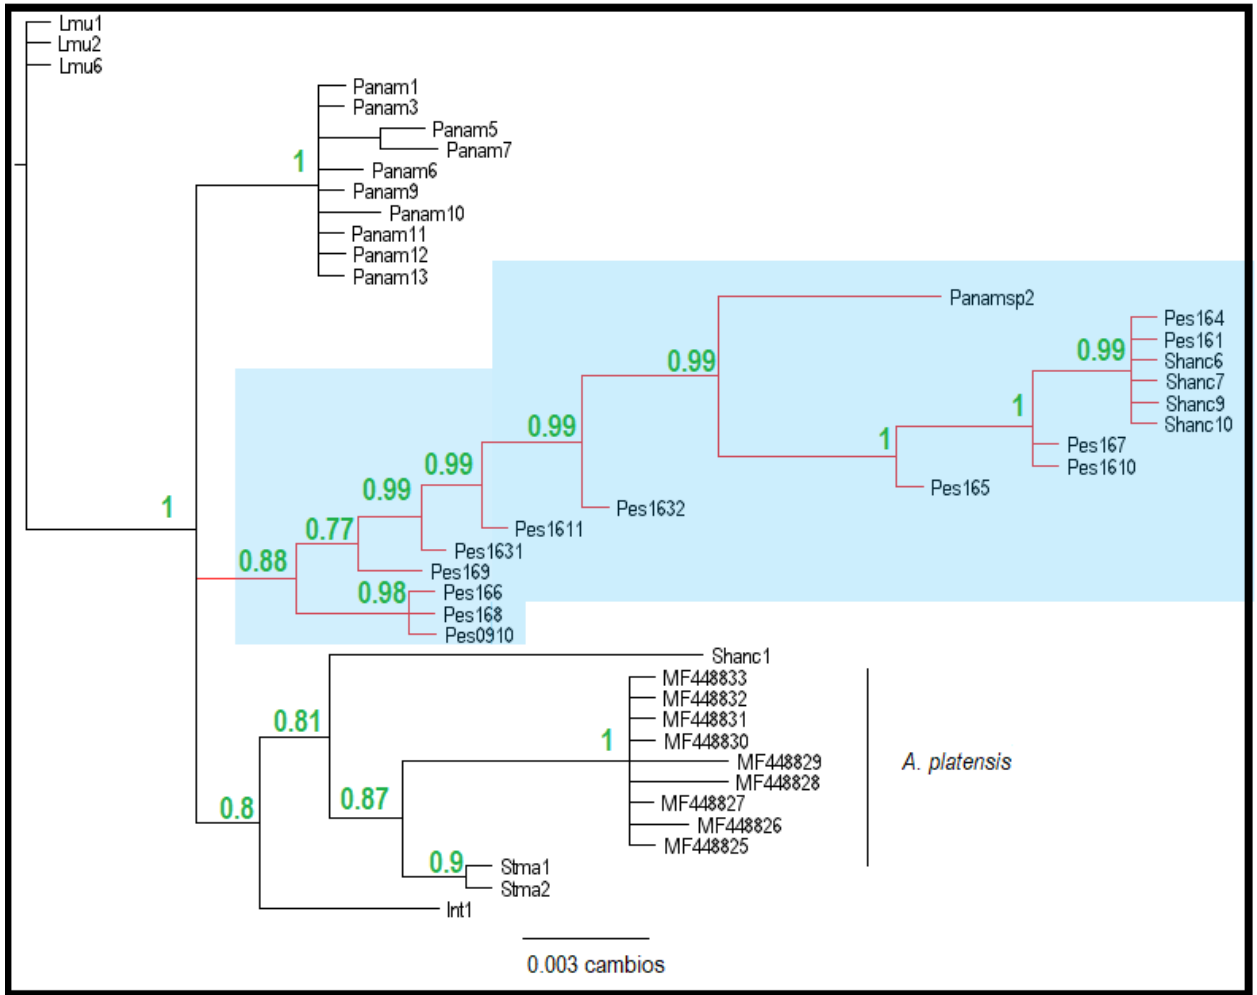 Lmu1
Lmu2
Lmu6
Panam1
Panam3
Panam5
Panam7
1
Panam6
Panam9
Panam10
Panam11
Panam12
Panam13
Panamsp2
Pes164
Pes161
0.99
Shanc6
0.99
Shanc7
Shanc9
1
Shanc10
0.99
1
Pes167
0.99
Pes1610
0.99
Pes165
1
Pes1632
0.77
Pes1611
Pes1631
0.88
Pes169
0.98
Pes166
Pes168
Pes0910
Shanc1
MF448833
MF448832
0.81
MF448831
1
MF448830
MF448829
A. platensis
MF448828
0.87
MF448827
0.8
MF448826
MF448825
0.9
Stma1
Stma2
Int1
0.003 cambios